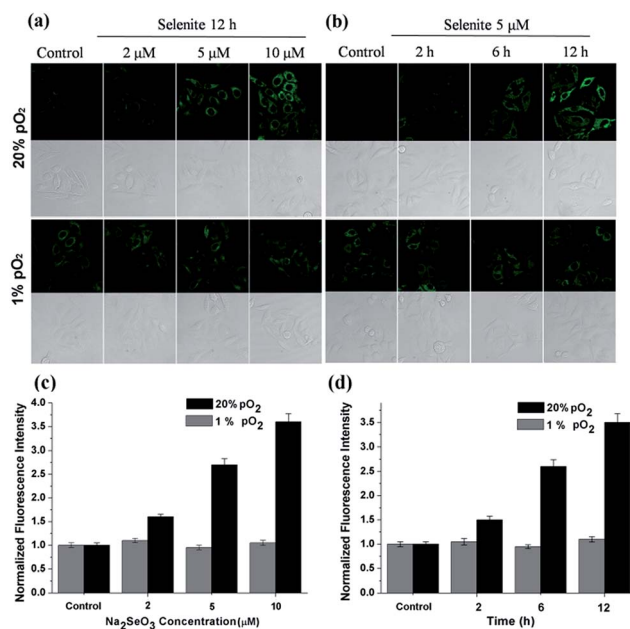 (a)
Selenite 12 h
Control 2 μM 5 μM 10 μM
20% pO2
1% pO2
(b)
Selenite 5 μM
Control 2 h 6 h 12 h
(c)
Normalized Fluorescence Intensity
4.0
3.5
3.0
2.5
2.0
1.5
1.0
0.5
0.0
20% pO2
1 % pO2
Control 2 5 10
Na2SeO3 Concentration(μM)
(d)
Normalized Fluorescence Intensity
3.5
3.0
2.5
2.0
1.5
1.0
0.5
0.0
20% pO2
1 % pO2
Control 2 6 12
Time (h)